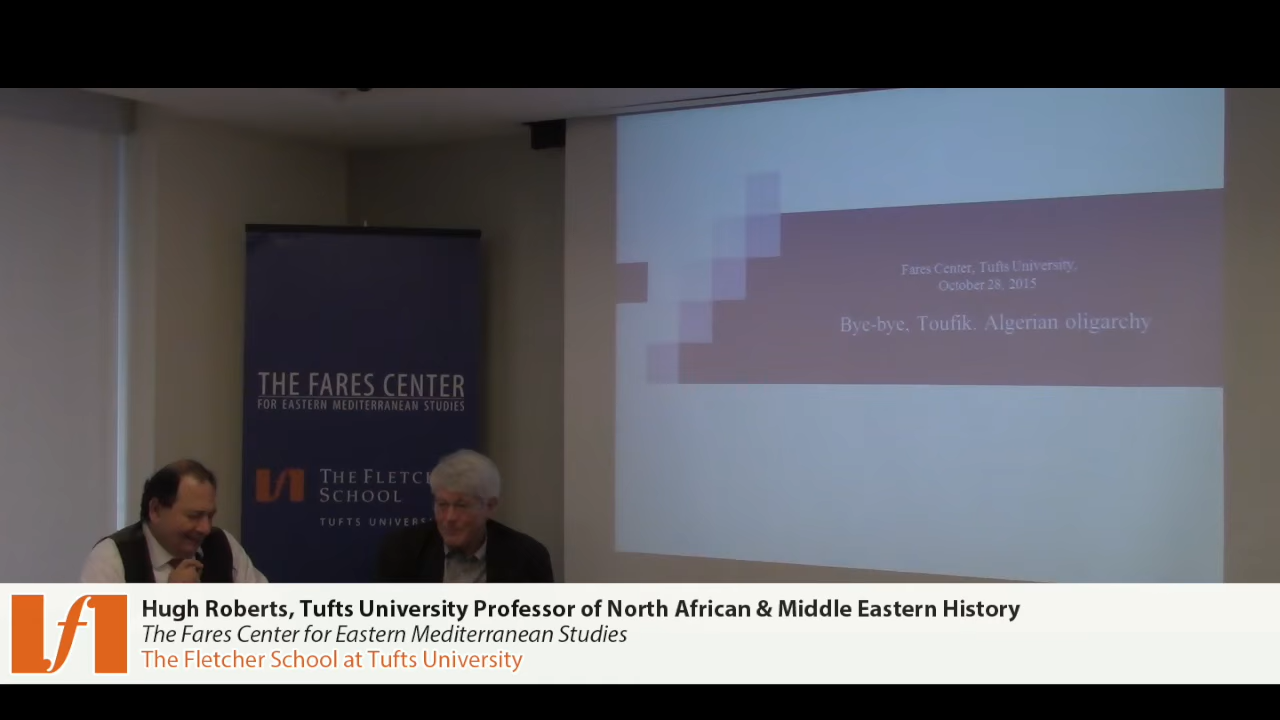 Fares Center, Tufts University,
October 28, 2015
Bye-bye, Toufik. Algerian oligarchy
THE FARES CENTER
FOR EASTERN MEDITERRANEAN STUDIES
THE FLETC
SCHOOL
TUFTS UNIVERS
Hugh Roberts, Tufts University Professor of North African & Middle Eastern History
The Fares Center for Eastern Mediterranean Studies
The Fletcher School at Tufts University